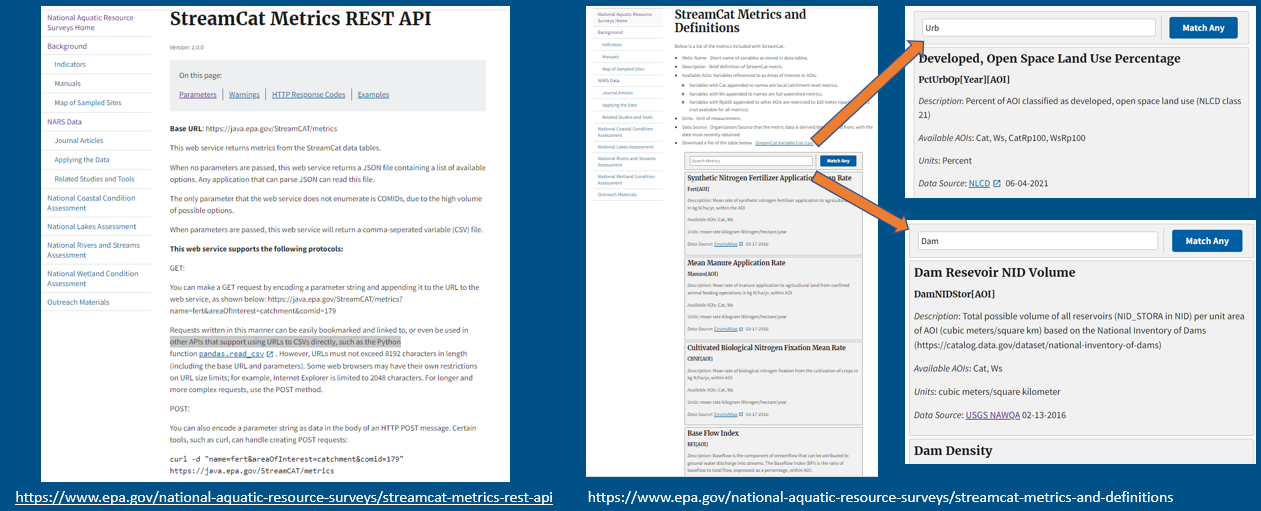 National Aquatic Resource
Surveys Home
Background
Indicators
Manuals
Map of Sampled Sites
NARS Data
Journal Articles
Applying the Data
Related Studies and Tools
National Coastal Condition
Assessment
National Lakes Assessment
National Rivers and Streams
Assessment
National Wetland Condition
Assessment
Outreach Materials
StreamCat Metrics REST API
Version: 1.0.0
On this page:
Parameters | Warnings | HTTP Response Codes | Examples
Base URL: https://java.epa.gov/StreamCAT/metrics
This web service returns metrics from the StreamCat data tables.
When no parameters are passed, this web service returns a JSON file containing a list of available
options. Any application that can parse JSON can read this file.
The only parameter that the web service does not enumerate is COMIDs, due to the high volume
of possible options.
When parameters are passed, this web service will return a comma-seperated variable (CSV) file.
This web service supports the following protocols:
GET:
You can make a GET request by encoding a parameter string and appending it to the URL to the
web service, as shown below: https://java.epa.gov/StreamCAT/metrics?
name=fert&areaOfInterest=catchment&comid=179
Requests written in this manner can be easily bookmarked and linked to, or even be used in
other APIs that support using URLs to CSVs directly, such as the Python
function pandas.read_csv . However, URLs must not exceed 8192 characters in length
(including the base URL and parameters). Some web browsers may have their own restrictions
on URL size limits; for example, Internet Explorer is limited to 2048 characters. For longer and
more complex requests, use the POST method.
POST:
You can also encode a parameter string as data in the body of an HTTP POST message. Certain
tools, such as curl, can handle creating POST requests:
curl -d "name=fert&areaOfInterest=catchment&comid=179"
https://java.epa.gov/StreamCAT/metrics
https://www.epa.gov/national-aquatic-resource-surveys/streamcat-metrics-rest-api
National Aquatic Resource
Surveys Home
Background
Indicators
Manuals
Map of Sampled Sites
NARS Data
Journal Articles
Applying the Data
Related Studies and Tools
National Coastal Condition
Assessment
National Lakes Assessment
National Rivers and Streams
Assessment
National Wetland Condition
Assessment
Outreach Materials
StreamCat Metrics and
Definitions
Below is a list of the metrics included with StreamCat.
Metric Name - Short name of variables as stored in data tables.
Description - Brief definition of StreamCat metric.
Available AOIs: Variables referenced to as Areas of Interest or AOIs.
Variables with Cat appended to names are local catchment level metrics.
Variables with Ws appended to names are full watershed metrics.
Variables with Rp100 appended to other AOIs are restricted to 100 meter
(not available for all metrics).
Units - Unit of measurement.
Data Source - Organization/Source that the metric data is derived from, with the
date most recently obtained.
Download a file of the table below - StreamCat Variable List
Search Metrics
Match Any
Synthetic Nitrogen Fertilizer Application Mean Rate
Fert[AOI]
Description: Mean rate of synthetic nitrogen fertilizer application to agricultural
in kg N/ha/yr, within the AOI
Available AOIs: Cat, Ws
Units: mean rate kilogram Nitrogen/hectare/year
Data Source: EnviroAtlas 03-17-2016
Mean Manure Application Rate
Manure[AOI]
Description: Mean rate of manure application to agricultural land from confined
animal feeding operations in kg N/ha/yr, within AOI
Available AOIs: Cat, Ws
Units: mean rate kilogram Nitrogen/hectare/year
Data Source: EnviroAtlas 03-17-2016
Cultivated Biological Nitrogen Fixation Mean Rate
CBNF[AOI]
Description: Mean rate of biological nitrogen fixation from the cultivation of crops in
kg N/ha/yr, within AOI
Available AOIs: Cat, Ws
Units: mean rate kilogram Nitrogen/hectare/year
Data Source: EnviroAtlas 03-17-2016
Base Flow Index
BFI[AOI]
Description: Baseflow is the component of streamflow that can be attributed to
ground-water discharge into streams. The Baseflow Index (BFI) is the ratio of
baseflow to total flow, expressed as a percentage, within AOI.
https://www.epa.gov/national-aquatic-resource-surveys/streamcat-metrics-and-definitions
Urb
Match Any
Developed, Open Space Land Use Percentage
PctUrbOp[Year][AOI]
Description: Percent of AOI classified as developed, open space land use (NLCD class
21)
Available AOIs: Cat, Ws, CatRp100, WsRp100
Units: Percent
Data Source: NLCD 06-04-2021
Dam
Match Any
Dam Resevoir NID Volume
DamNIDStor[AOI]
Description: Total possible volume of all reservoirs (NID_STORA in NID) per unit area
of AOI (cubic meters/square km) based on the National Inventory of Dams
(https://catalog.data.gov/dataset/national-inventory-of-dams)
Available AOIs: Cat, Ws
Units: cubic meters/square kilometer
Data Source: USGS NAWQA 02-13-2016
Dam Density